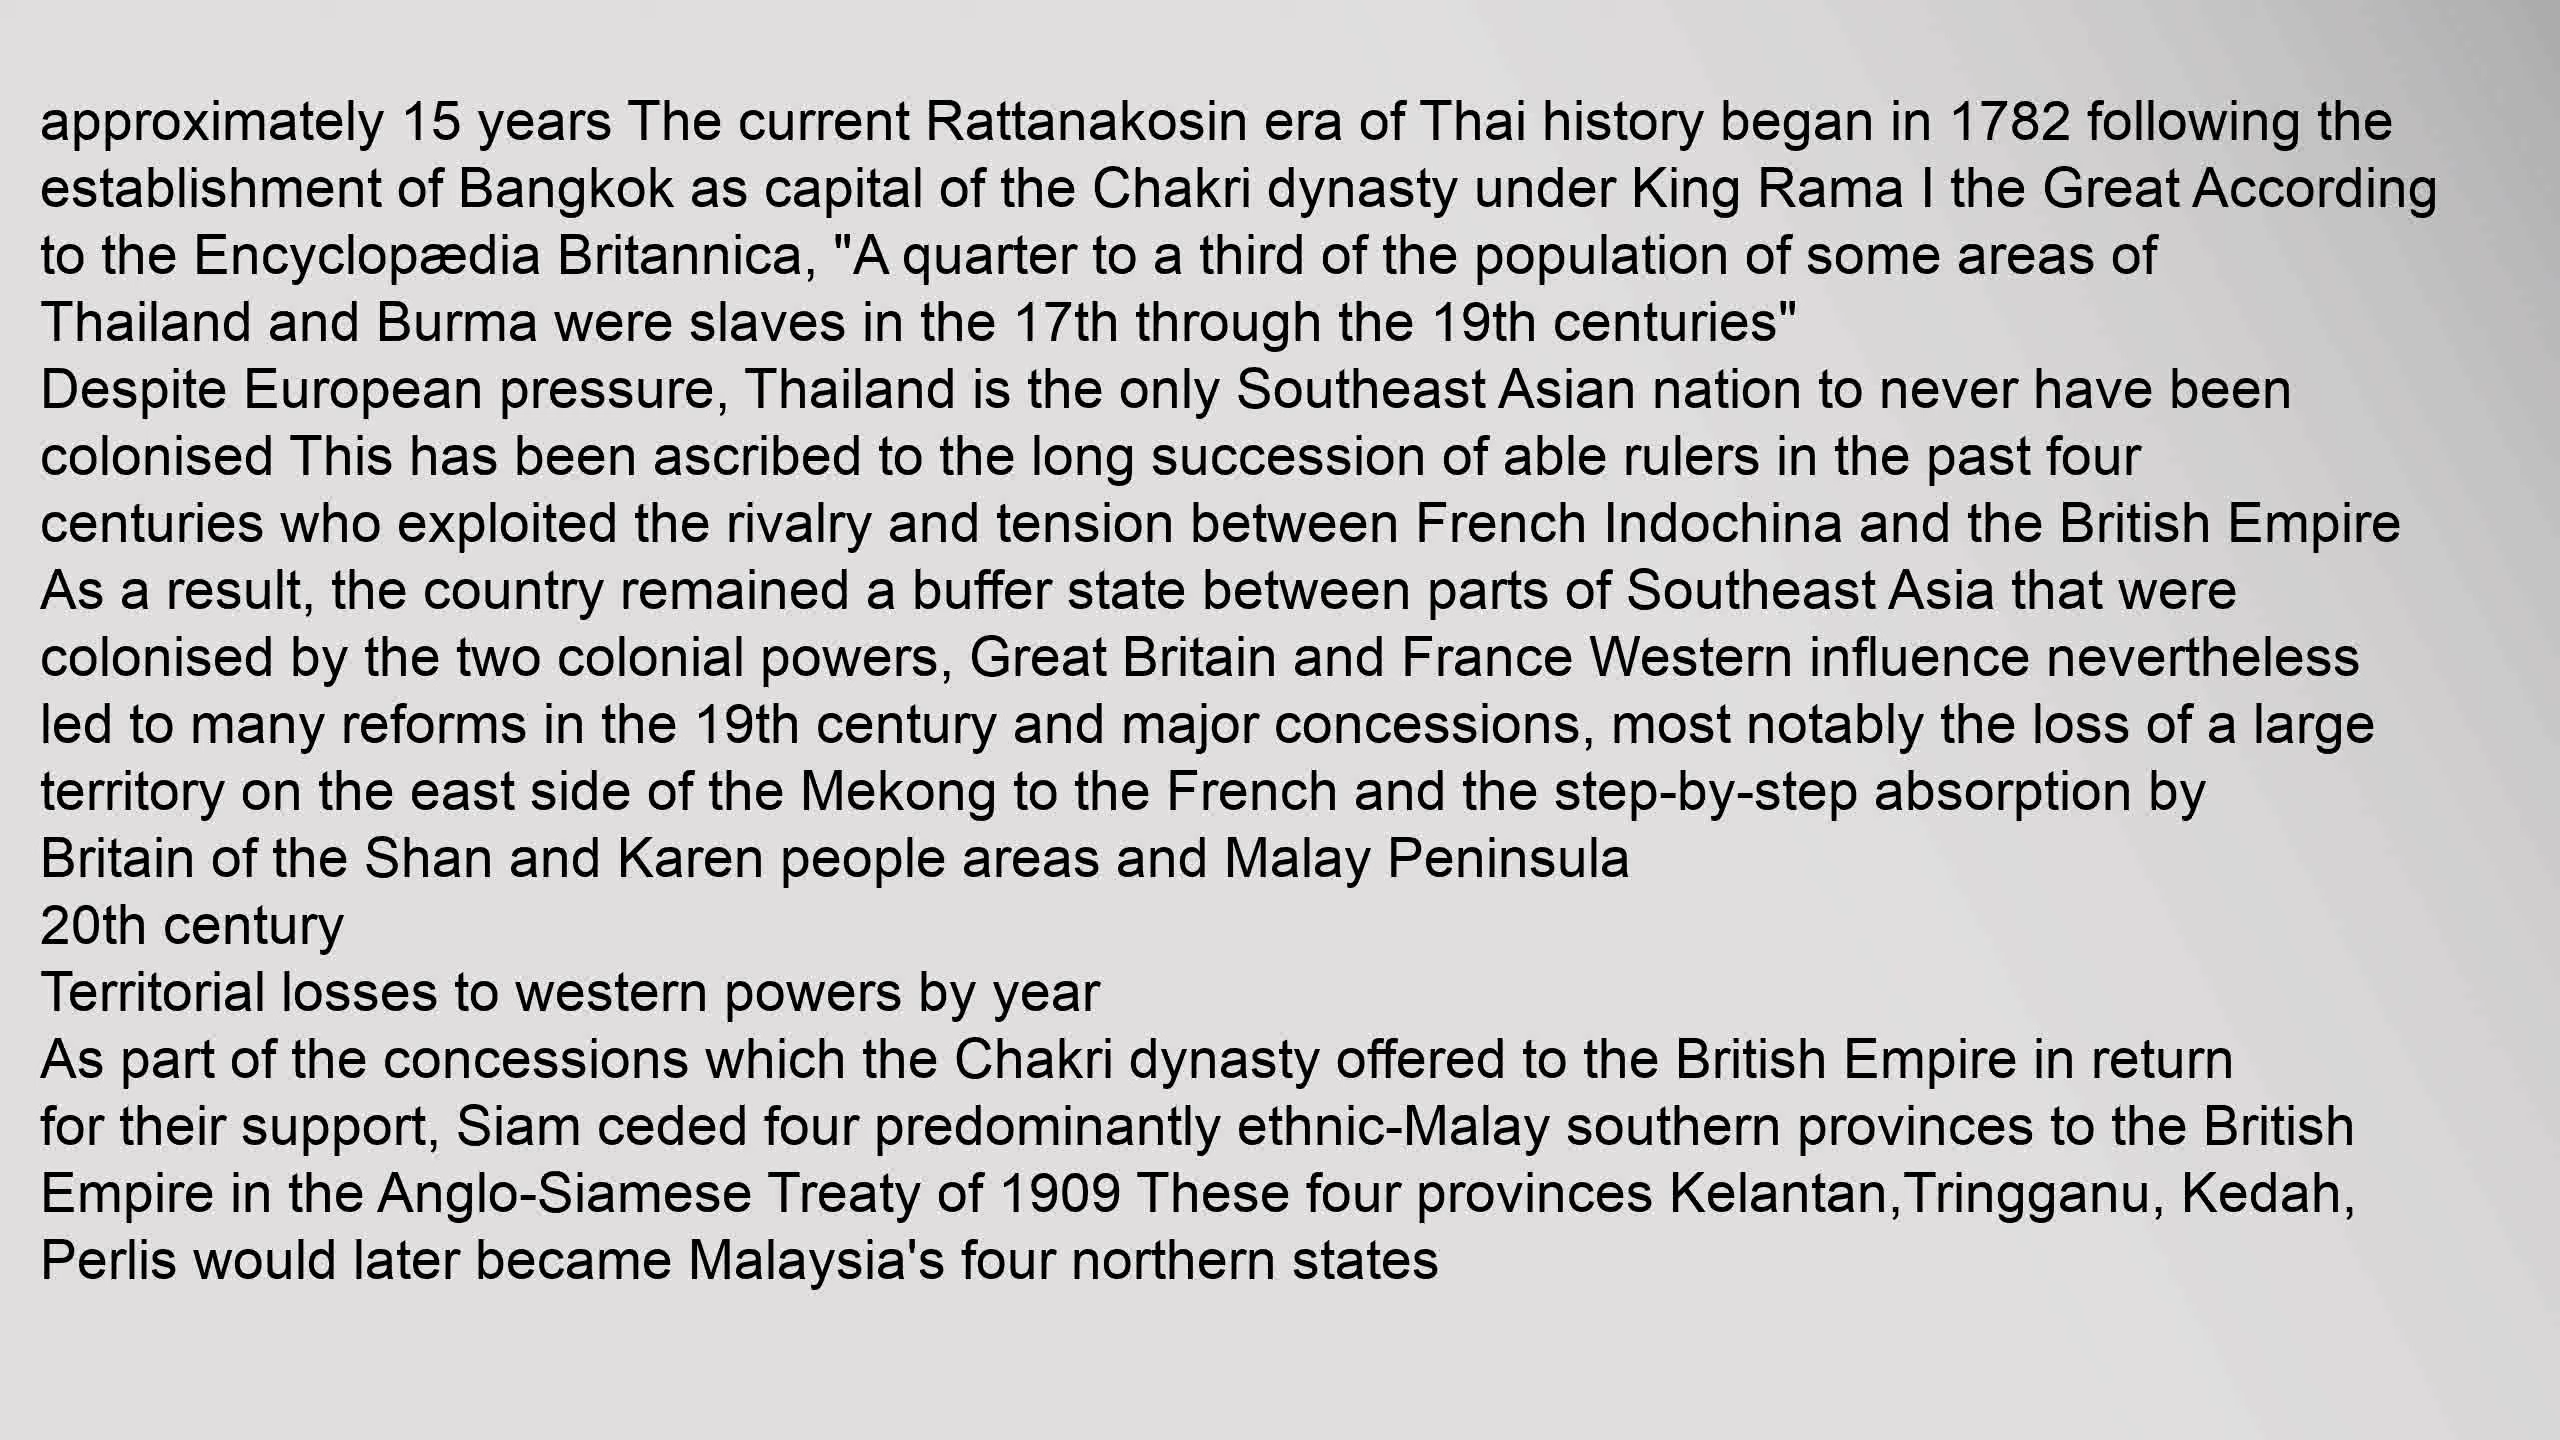 approximately 15 years The current Rattanakosin era of Thai history began in 1782 following the
establishment of Bangkok as capital of the Chakri dynasty under King Rama I the Great According
to the Encyclopædia Britannica, "A quarter to a third of the population of some areas of
Thailand and Burma were slaves in the 17th through the 19th centuries"
Despite European pressure, Thailand is the only Southeast Asian nation to never have been
colonised This has been ascribed to the long succession of able rulers in the past four
centuries who exploited the rivalry and tension between French Indochina and the British Empire
As a result, the country remained a buffer state between parts of Southeast Asia that were
colonised by the two colonial powers, Great Britain and France Western influence nevertheless
led to many reforms in the 19th century and major concessions, most notably the loss of a large
territory on the east side of the Mekong to the French and the step-by-step absorption by
Britain of the Shan and Karen people areas and Malay Peninsula
20th century
Territorial losses to western powers by year
As part of the concessions which the Chakri dynasty offered to the British Empire in return
for their support, Siam ceded four predominantly ethnic-Malay southern provinces to the British
Empire in the Anglo-Siamese Treaty of 1909 These four provinces Kelantan,Tringganu, Kedah,
Perlis would later became Malaysia's four northern states